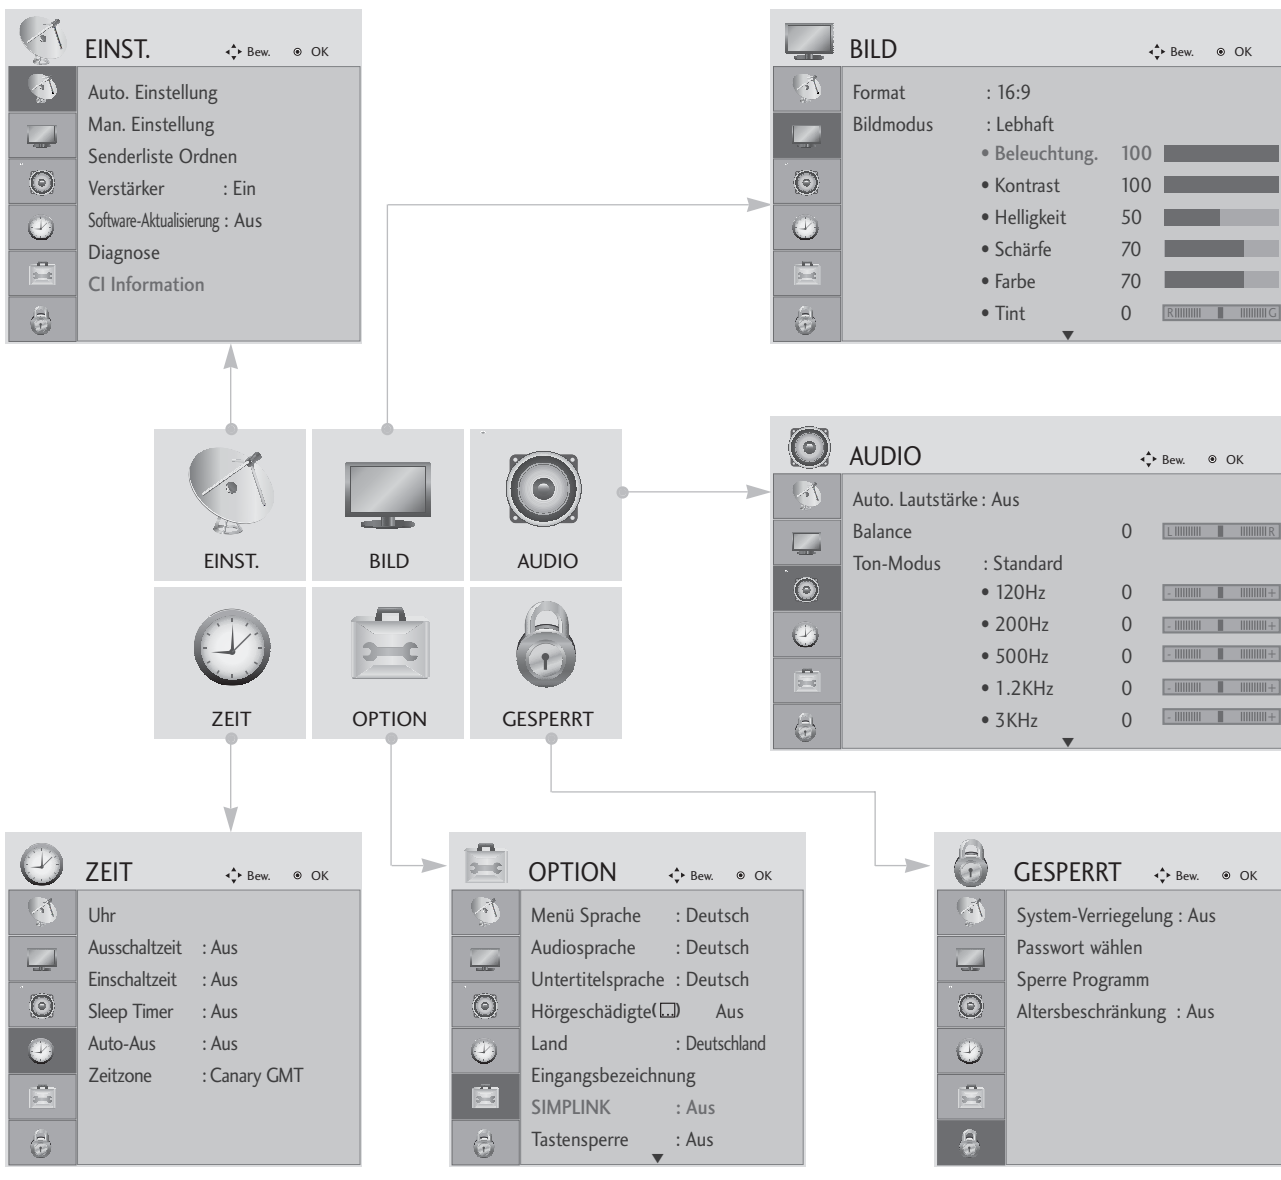 EINST. Bew. OK
Auto. Einstellung
Man. Einstellung
Senderliste Ordnen
Verstärker : Ein
Software-Aktualisierung : Aus
Diagnose
CI Information
BILD Bew. OK
Format : 16:9
Bildmodus : Lebhaft
• Beleuchtung. 100
• Kontrast 100
• Helligkeit 50
• Schärfe 70
• Farbe 70
• Tint 0 R G
EINST. BILD AUDIO
ZEIT OPTION GESPERRT
AUDIO Bew. OK
Auto. Lautstärke : Aus
Balance 0 L R
Ton-Modus : Standard
• 120Hz 0 - +
• 200Hz 0 - +
• 500Hz 0 - +
• 1.2KHz 0 - +
• 3KHz 0 - +
ZEIT Bew. OK
Uhr
Ausschaltzeit : Aus
Einschaltzeit : Aus
Sleep Timer : Aus
Auto-Aus : Aus
Zeitzone : Canary GMT
OPTION Bew. OK
Menü Sprache : Deutsch
Audiosprache : Deutsch
Untertitelsprache : Deutsch
Hörgeschädigte( ) Aus
Land : Deutschland
Eingangsbezeichnung
SIMPLINK : Aus
Tastensperre : Aus
GESPERRT Bew. OK
System-Verriegelung : Aus
Passwort wählen
Sperre Programm
Altersbeschränkung : Aus